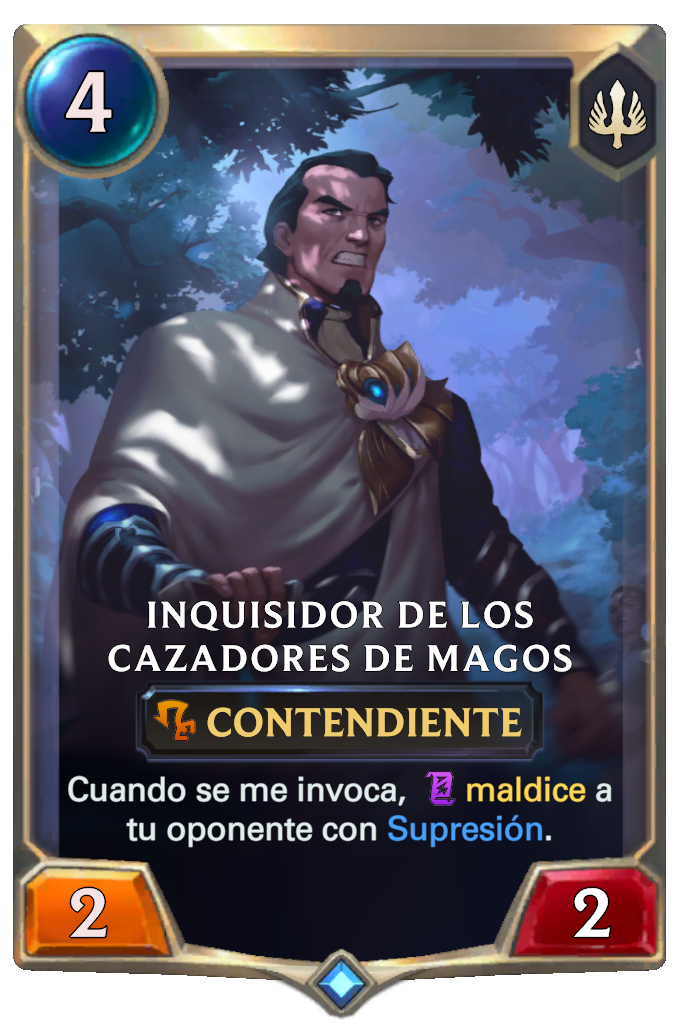 4
INQUISIDOR DE LOS
CAZADORES DE MAGOS
CONTENDIENTE
Cuando se me invoca, maldice a
tu oponente con Supresión.
2
2